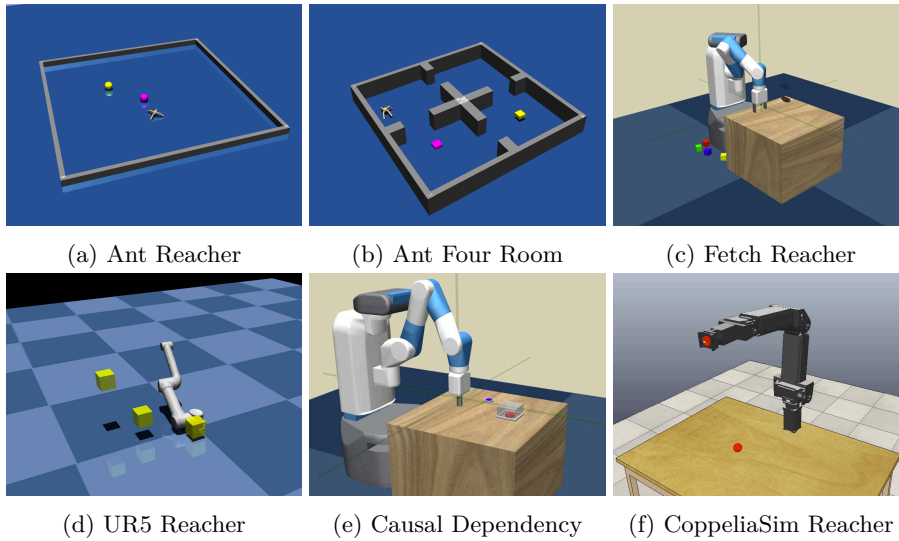 (a) Ant Reacher
(b) Ant Four Room
(c) Fetch Reacher
(d) UR5 Reacher
(e) Causal Dependency
(f) CoppeliaSim Reacher